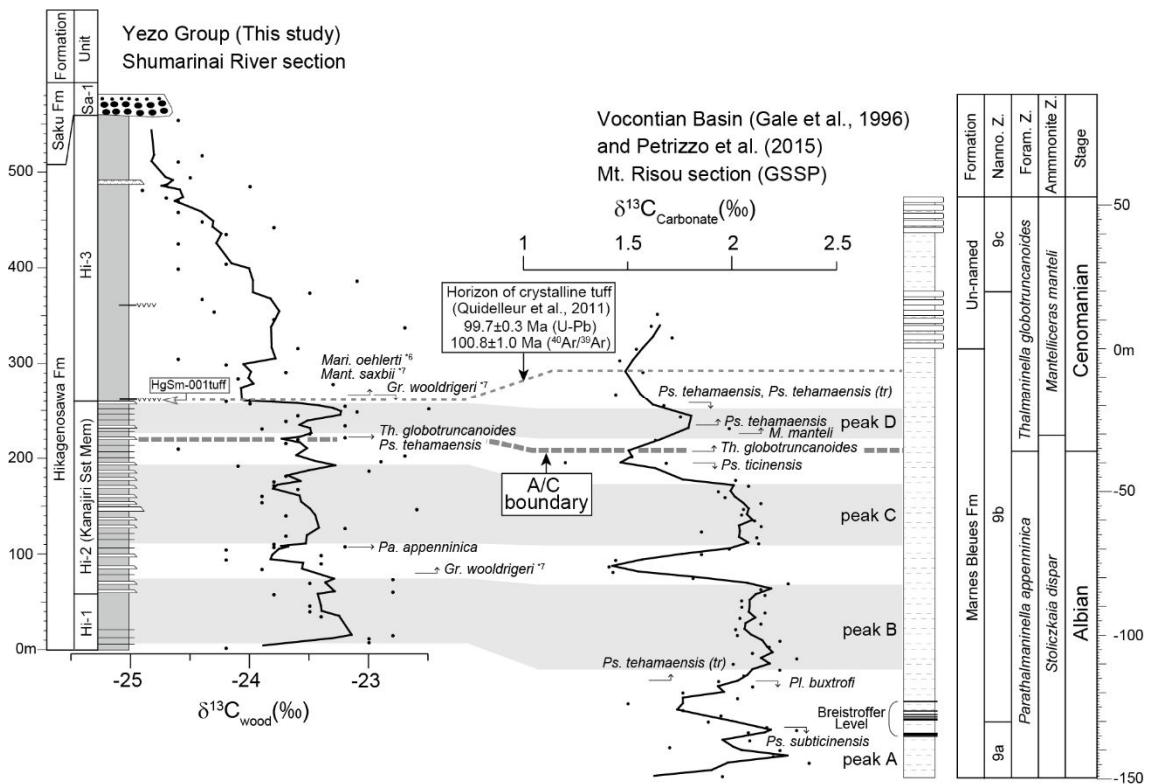 Formation
Unit
Yezo Group (This study)
Shumarinai River section
Saku Fm
Sa-1
Hikagenosawa Fm
Hi-3
Hi-2 (Kanajiri Sst Mem)
Hi-1
500
400
300
200
100
0m
HgSm-001tuff
-25
-24
-23
δ13Cwood(‰)
Vocontian Basin (Gale et al., 1996)
and Petrizzo et al. (2015)
Mt. Risou section (GSSP)
δ13CCarbonate(‰)
1
1.5
2
2.5
Horizon of crystalline tuff
(Quidelleur et al., 2011)
99.7±0.3 Ma (U-Pb)
100.8±1.0 Ma (40Ar/39Ar)
Mari. oehlerti *6
Mant. saxbii *7
Gr. wooldrigeri *7
Th. globotruncanoides
Ps. tehamaensis
Pa. appenninica
Gr. wooldrigeri *7
A/C
boundary
Ps. tehamaensis, Ps. tehamaensis (tr)
Ps. tehamaensis
M. manteli
Th. globotruncanoides
Ps. ticinensis
peak D
peak C
peak B
Ps. tehamaensis (tr)
Pl. buxtrofi
Breistroffer
Level
Ps. subticinensis
peak A
Formation
Nanno. Z.
Foram. Z.
Ammmonite Z.
Stage
Un-named
Marnes Bleues Fm
9c
9b
9a
Thalmaninella globotruncanoides
Parathalmaninella appenninica
Mantelliceras manteli
Stoliczkaia dispar
Cenomanian
Albian
50
0m
-50
-100
-150